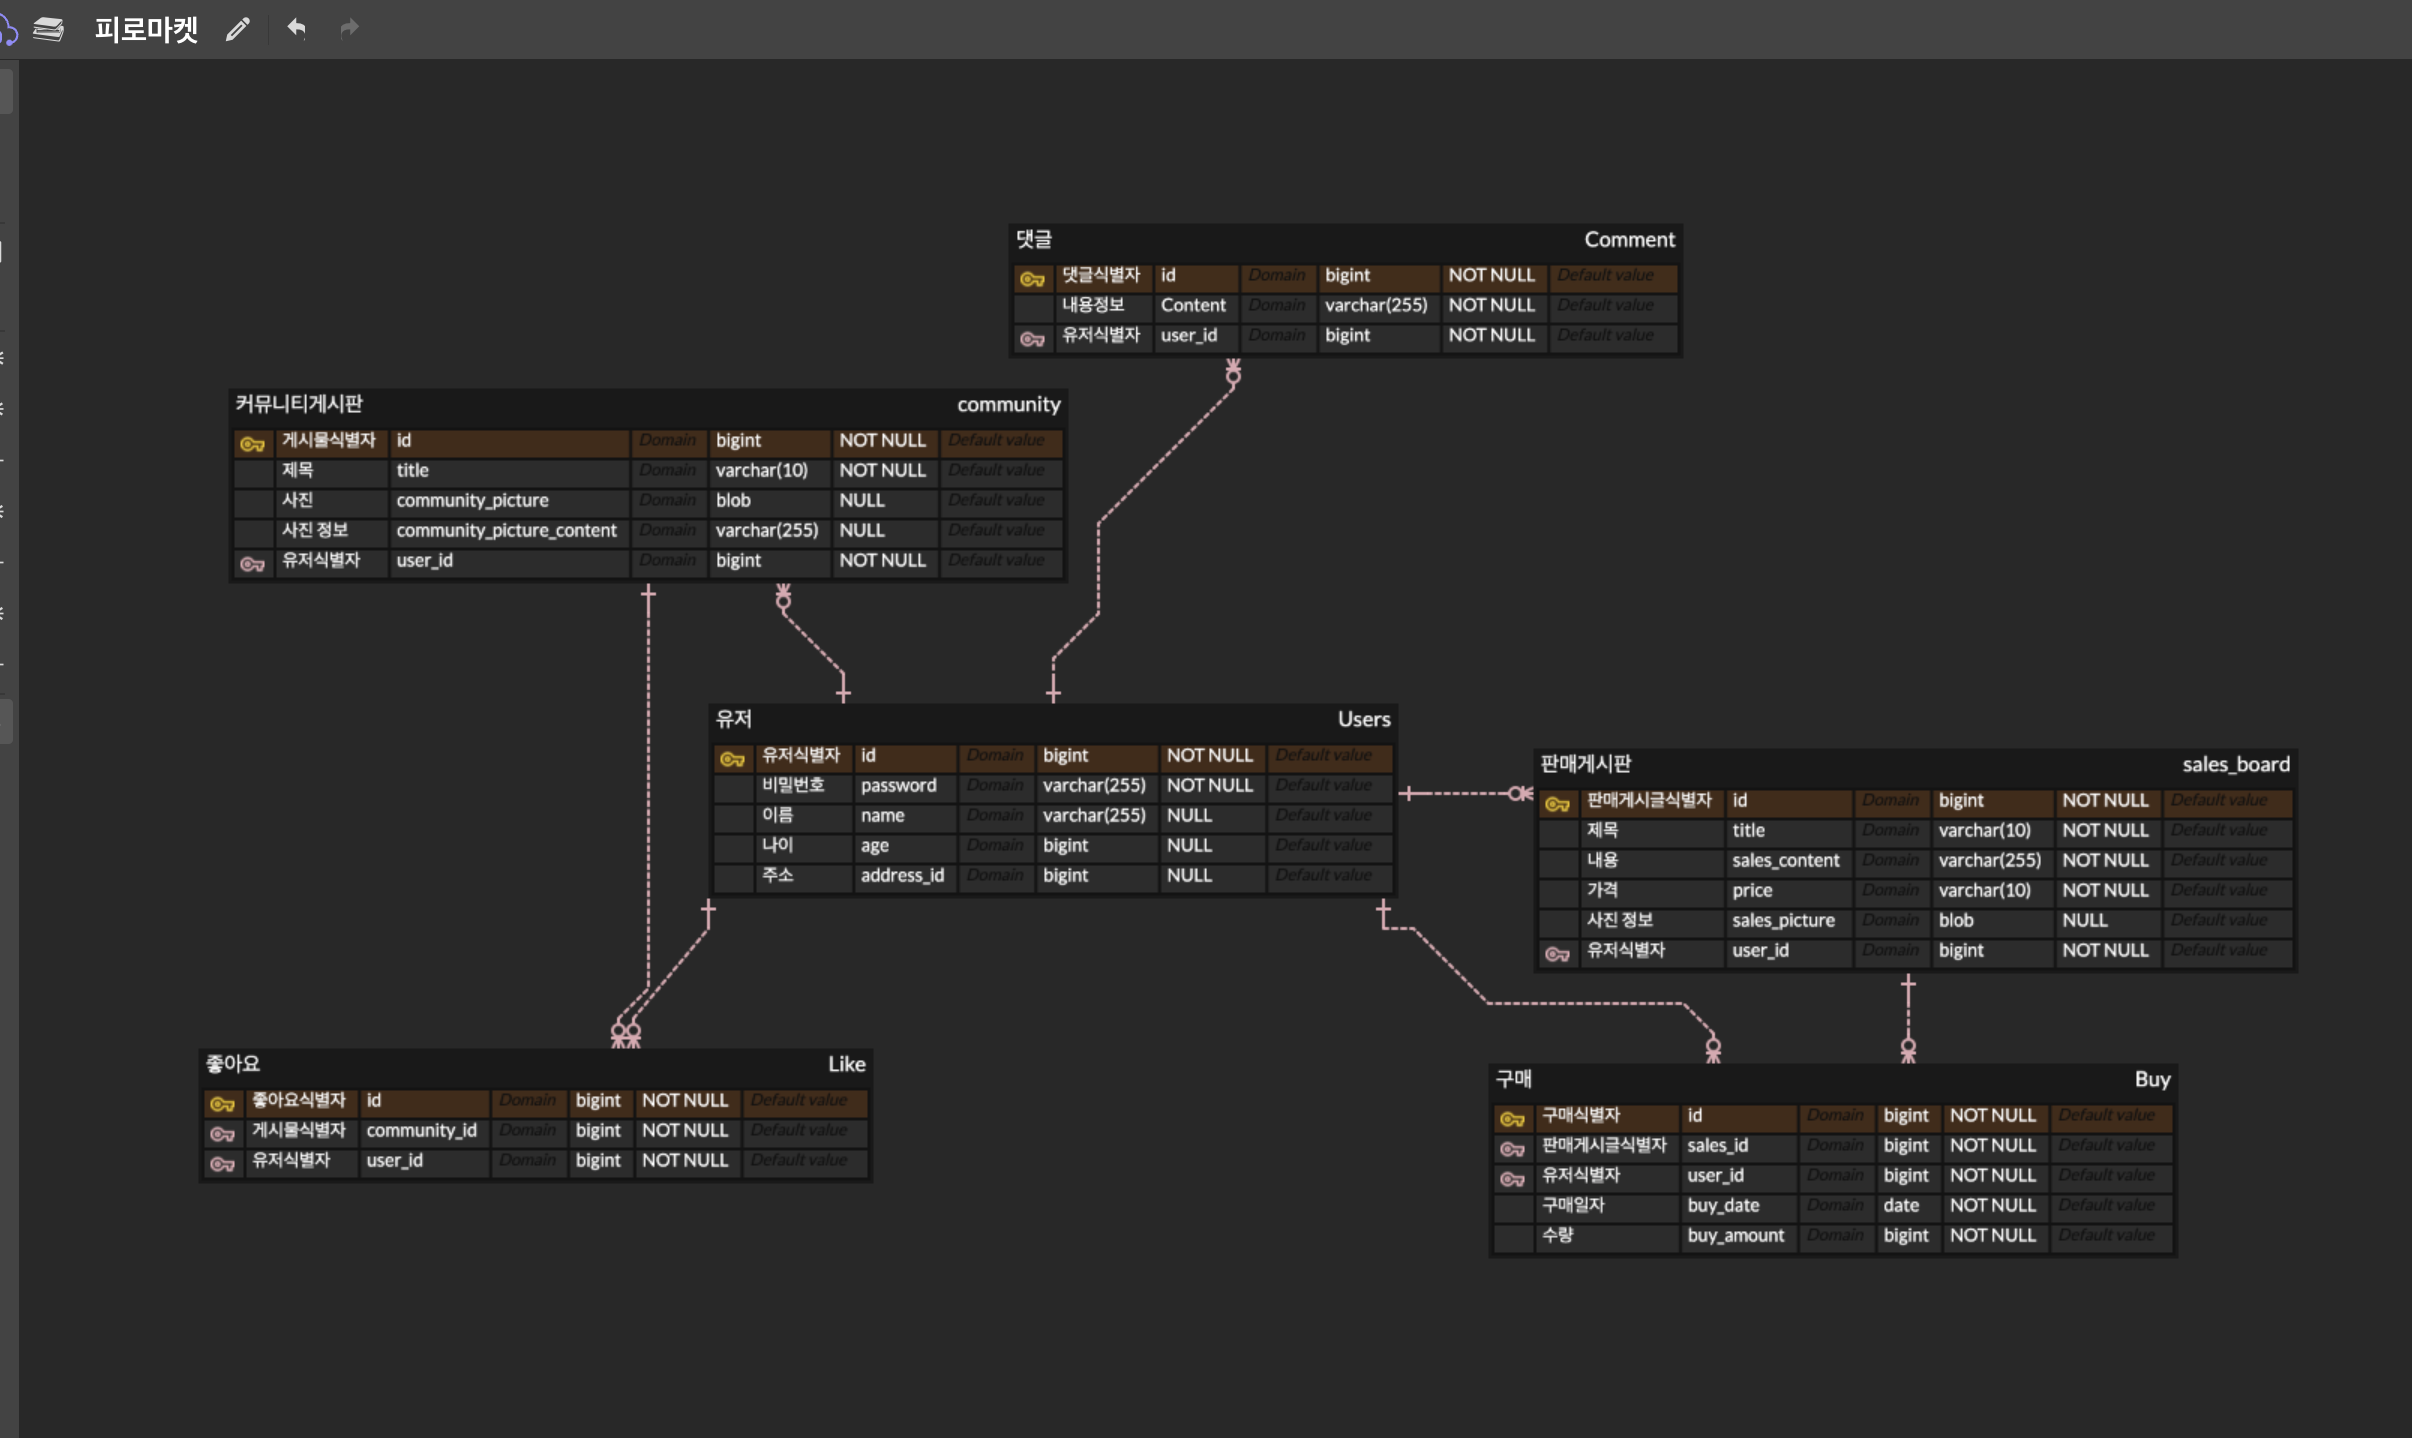 피로마켓
댓글 Comment
댓글식별자 id Domain bigint NOT NULL Default value
내용정보 Content Domain varchar(255) NOT NULL Default value
유저식별자 user_id Domain bigint NOT NULL Default value
커뮤니티게시판 community
게시물식별자 id Domain bigint NOT NULL Default value
제목 title Domain varchar(10) NOT NULL Default value
사진 community_picture Domain blob NULL Default value
사진 정보 community_picture_content Domain varchar(255) NULL Default value
유저식별자 user_id Domain bigint NOT NULL Default value
유저 Users
유저식별자 id Domain bigint NOT NULL Default value
비밀번호 password Domain varchar(255) NOT NULL Default value
이름 name Domain varchar(255) NULL Default value
나이 age Domain bigint NULL Default value
주소 address_id Domain bigint NULL Default value
판매게시판 sales_board
판매게시글식별자 id Domain bigint NOT NULL Default value
제목 title Domain varchar(10) NOT NULL Default value
내용 sales_content Domain varchar(255) NOT NULL Default value
가격 price Domain varchar(10) NOT NULL Default value
사진 정보 sales_picture Domain blob NULL Default value
유저식별자 user_id Domain bigint NOT NULL Default value
좋아요 Like
좋아요식별자 id Domain bigint NOT NULL Default value
게시물식별자 community_id Domain bigint NOT NULL Default value
유저식별자 user_id Domain bigint NOT NULL Default value
구매 Buy
구매식별자 id Domain bigint NOT NULL Default value
판매게시글식별자 sales_id Domain bigint NOT NULL Default value
유저식별자 user_id Domain bigint NOT NULL Default value
구매일자 buy_date Domain date NOT NULL Default value
수량 buy_amount Domain bigint NOT NULL Default value